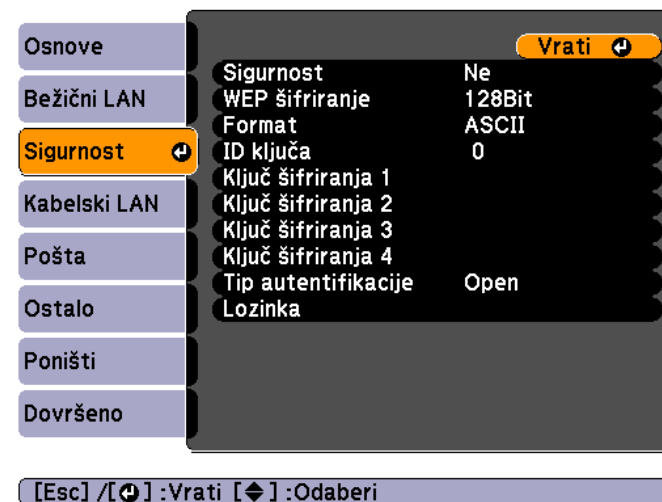 Osnove
Bežični LAN
Sigurnost
Kabelski LAN
Pošta
Ostalo
Poništi
Dovršeno
Vrati
Sigurnost Ne
WEP šifriranje 128Bit
Format ASCII
ID ključa 0
Ključ šifriranja 1
Ključ šifriranja 2
Ključ šifriranja 3
Ključ šifriranja 4
Tip autentifikacije Open
Lozinka
[Esc] /[⏎] :Vrati [◆] :Odaberi